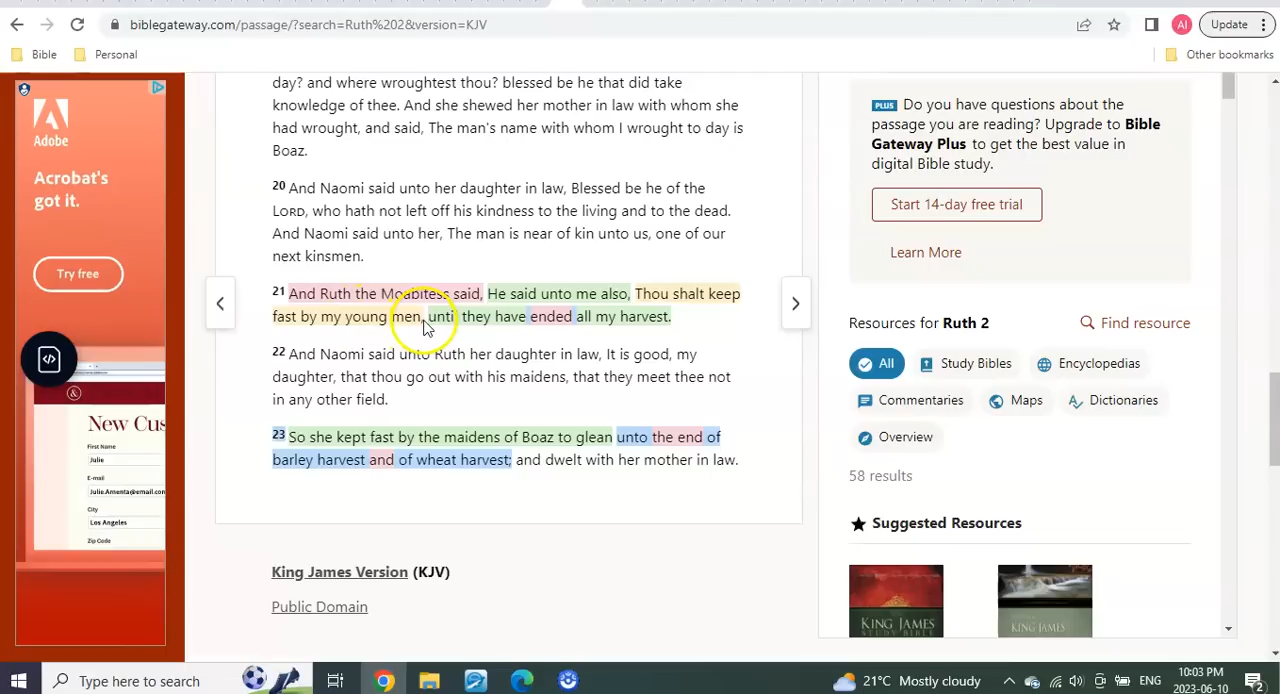 biblegateway.com/passage/?search=Ruth%202&version=KJV
AI
Update
Bible
Personal
Other bookmarks
Adobe
Acrobat's
got it.
Try free
&
New Cus
First Name
Julie
E-mail
Julie.Amenta@email.com
City
Los Angeles
Zip Code
day? and where wroughtest thou? blessed be he that did take
knowledge of thee. And she shewed her mother in law with whom she
had wrought, and said, The man's name with whom I wrought to day is
Boaz.
20 And Naomi said unto her daughter in law, Blessed be he of the
LORD, who hath not left off his kindness to the living and to the dead.
And Naomi said unto her, The man is near of kin unto us, one of our
next kinsmen.
21 And Ruth the Moabitess said, He said unto me also, Thou shalt keep
fast by my young men, until they have ended all my harvest.
22 And Naomi said unto Ruth her daughter in law, It is good, my
daughter, that thou go out with his maidens, that they meet thee not
in any other field.
23 So she kept fast by the maidens of Boaz to glean unto the end of
barley harvest and of wheat harvest; and dwelt with her mother in law.
King James Version (KJV)
Public Domain
PLUS Do you have questions about the
passage you are reading? Upgrade to Bible
Gateway Plus to get the best value in
digital Bible study.
Start 14-day free trial
Learn More
Resources for Ruth 2
Find resource
All
Study Bibles
Encyclopedias
Commentaries
Maps
Dictionaries
Overview
58 results
Suggested Resources
KING JAMES
STUDY BIBLE
KING JAMES
Type here to search
21°C Mostly cloudy
ENG
10:03 PM
2023-06-10
2